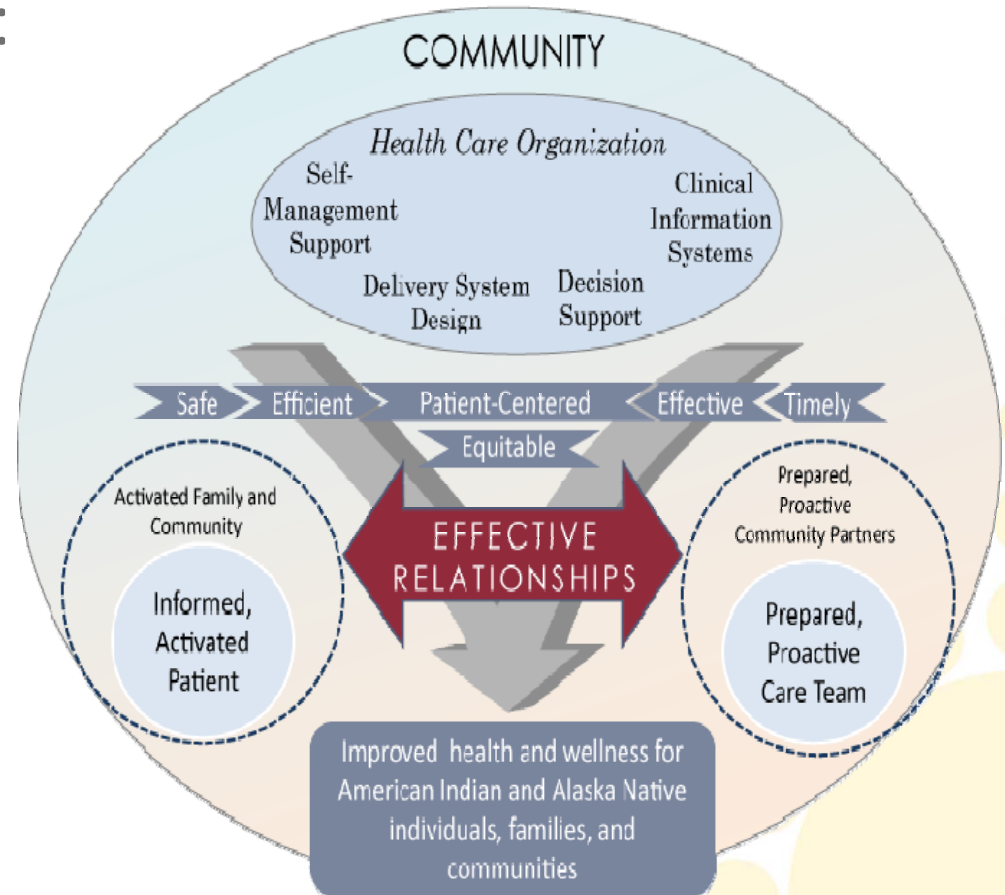 :
COMMUNITY
Health Care Organization
Self-
Management
Support
Clinical
Information
Systems
Delivery System
Design
Decision
Support
Safe
Efficient
Patient-Centered
Effective
Timely
Equitable
Activated Family and
Community
Informed,
Activated
Patient
EFFECTIVE
RELATIONSHIPS
Prepared,
Proactive
Community Partners
Prepared,
Proactive
Care Team
Improved health and wellness for
American Indian and Alaska Native
individuals, families, and
communities